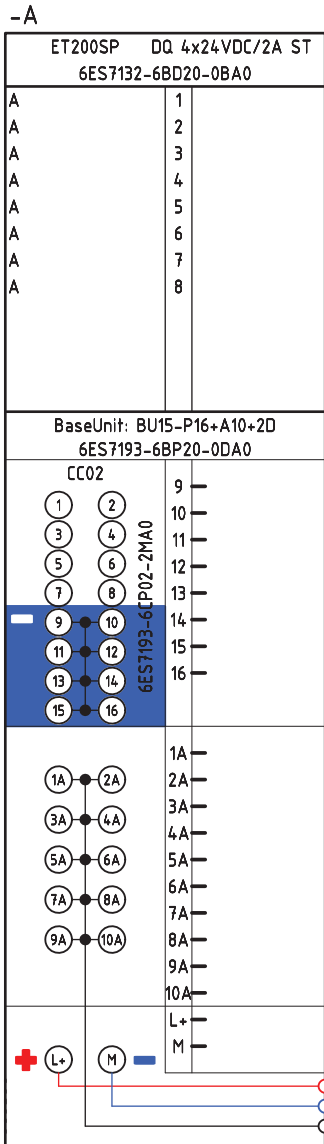 -A
ET200SP DQ 4x24VDC/2A ST
6ES7132-6BD20-0BA0
A 1
A 2
A 3
A 4
A 5
A 6
A 7
A 8
BaseUnit: BU15-P16+A10+2D
6ES7193-6BP20-0DA0
CC02
1 2
3 4
5 6
7 8
9 10
11 12
13 14
15 16
6ES7193-6CP02-2MA0
9
10
11
12
13
14
15
16
1A 2A
3A 4A
5A 6A
7A 8A
9A 10A
1A
2A
3A
4A
5A
6A
7A
8A
9A
10A
L+
M
L+ M